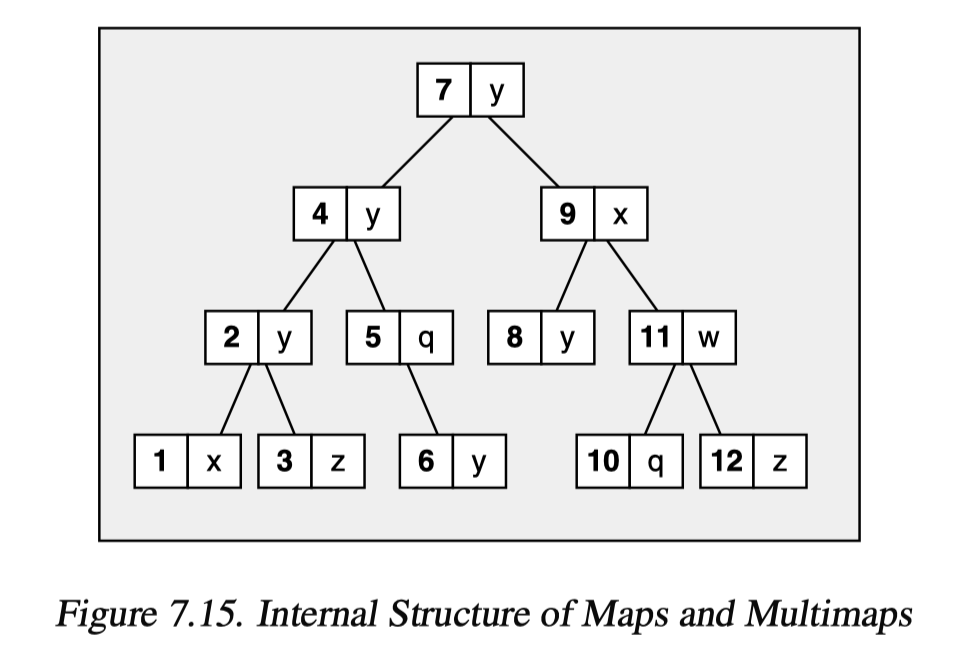 7 y
4 y 9 x
2 y 5 q 8 y 11 w
1 x 3 z 6 y 10 q 12 z
Figure 7.15. Internal Structure of Maps and Multimaps